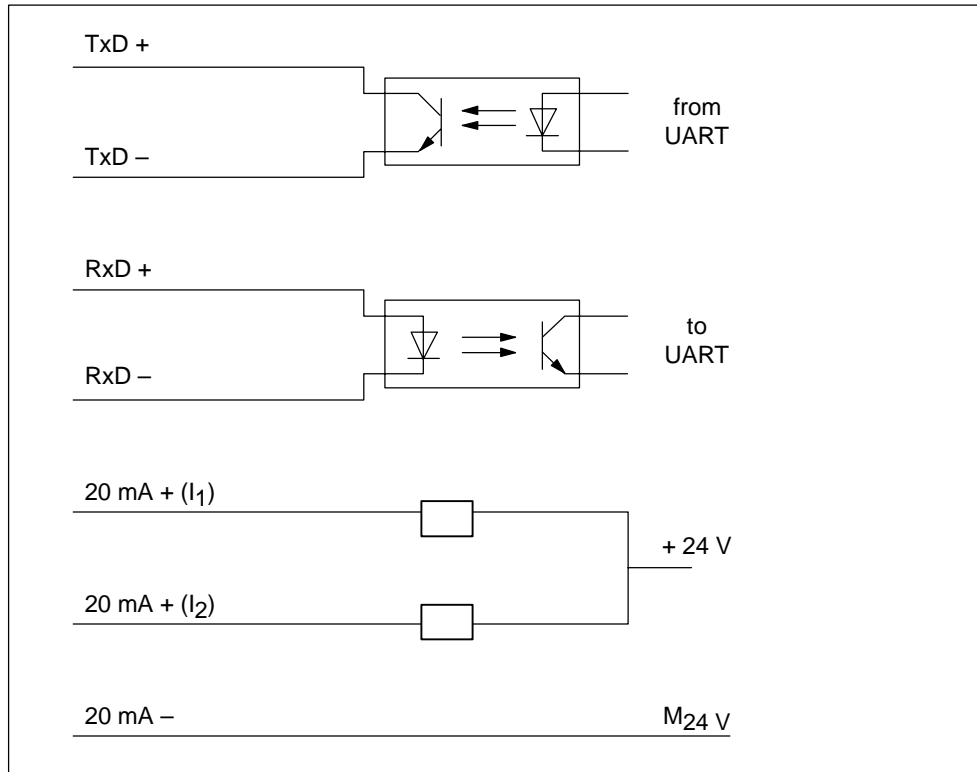 TxD +
from
UART
TxD –
RxD +
to
UART
RxD –
20 mA + (I1)
+ 24 V
20 mA + (I2)
20 mA –
M24 V